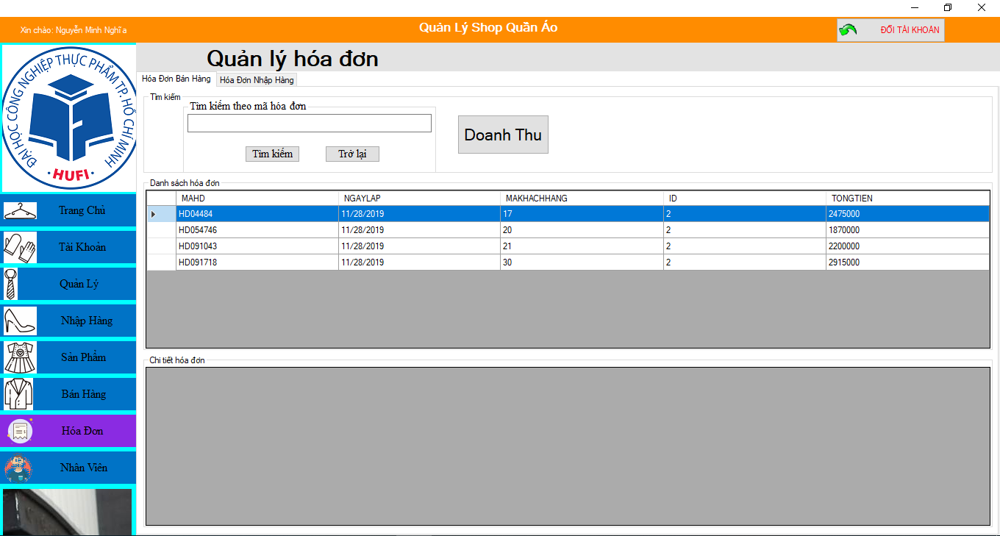 Xin chào: Nguyễn Minh Nghĩa
Quản Lý Shop Quần Áo
ĐỔI TÀI KHOẢN
ĐẠI HỌC CÔNG NGHIỆP THỰC PHẨM TP. HỒ CHÍ MINH
· HUFI ·
Trang Chủ
Tài Khoản
Quản Lý
Nhập Hàng
Sản Phẩm
Bán Hàng
Hóa Đơn
Nhân Viên
Quản lý hóa đơn
Hóa Đơn Bán Hàng
Hóa Đơn Nhập Hàng
Tìm kiếm
Tìm kiếm theo mã hóa đơn
Tìm kiếm
Trở lại
Doanh Thu
Danh sách hóa đơn
MAHD NGAYLAP MAKHACHHANG ID TONGTIEN
HD04484 11/28/2019 17 2 2475000
HD054746 11/28/2019 20 2 1870000
HD091043 11/28/2019 21 2 2200000
HD091718 11/28/2019 30 2 2915000
Chi tiết hóa đơn